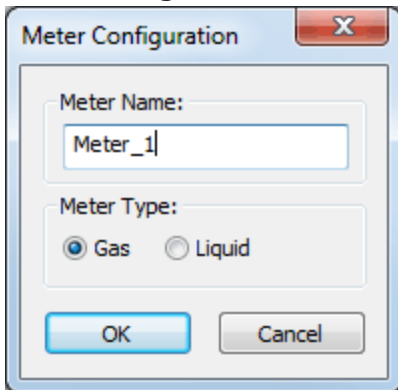 Meter Configuration
Meter Name:
Meter_1
Meter Type:
Gas Liquid
OK Cancel